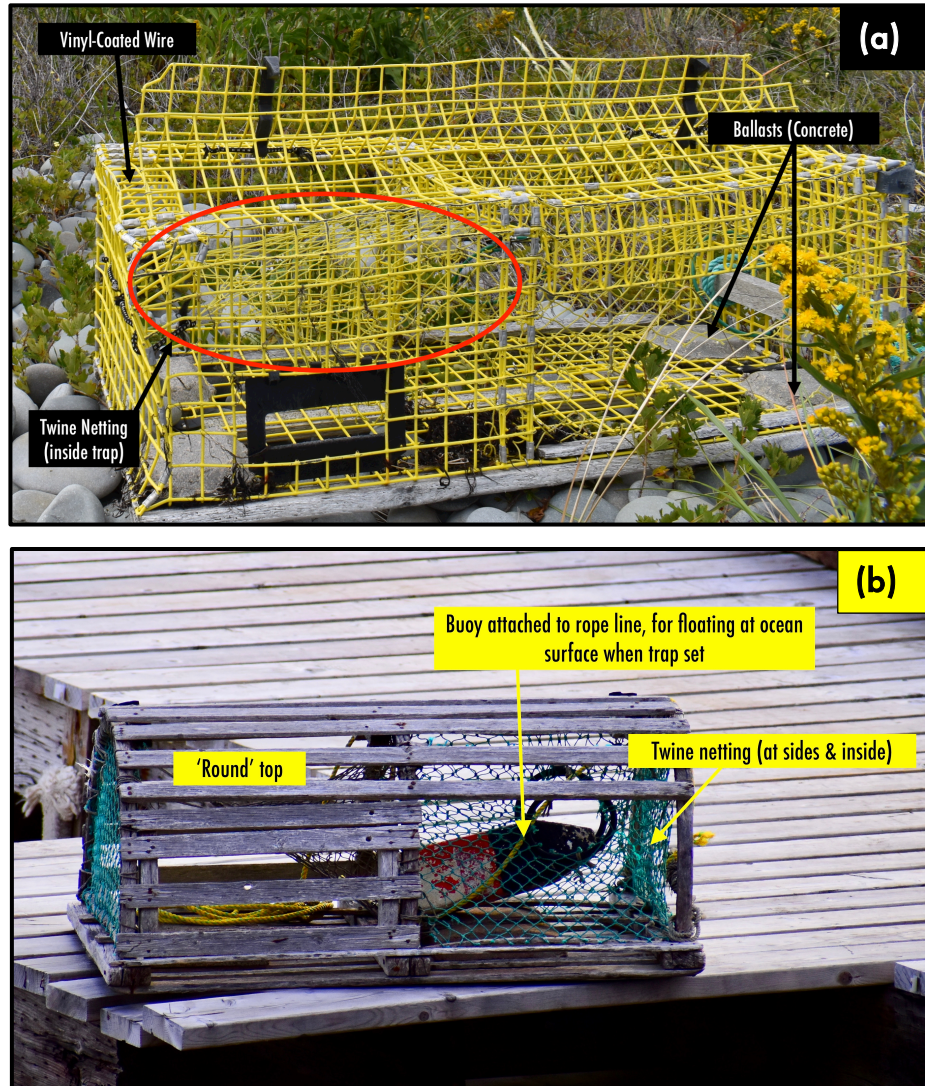 (a)
Vinyl-Coated Wire
Ballasts (Concrete)
Twine Netting
(inside trap)
(b)
Buoy attached to rope line, for floating at ocean
surface when trap set
Twine netting (at sides & inside)
‘Round’ top